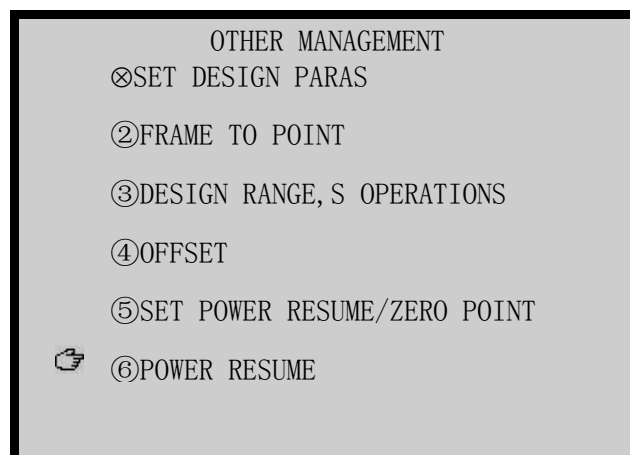 OTHER MANAGEMENT
⊗SET DESIGN PARAS
②FRAME TO POINT
③DESIGN RANGE,S OPERATIONS
④OFFSET
⑤SET POWER RESUME/ZERO POINT
⑥POWER RESUME